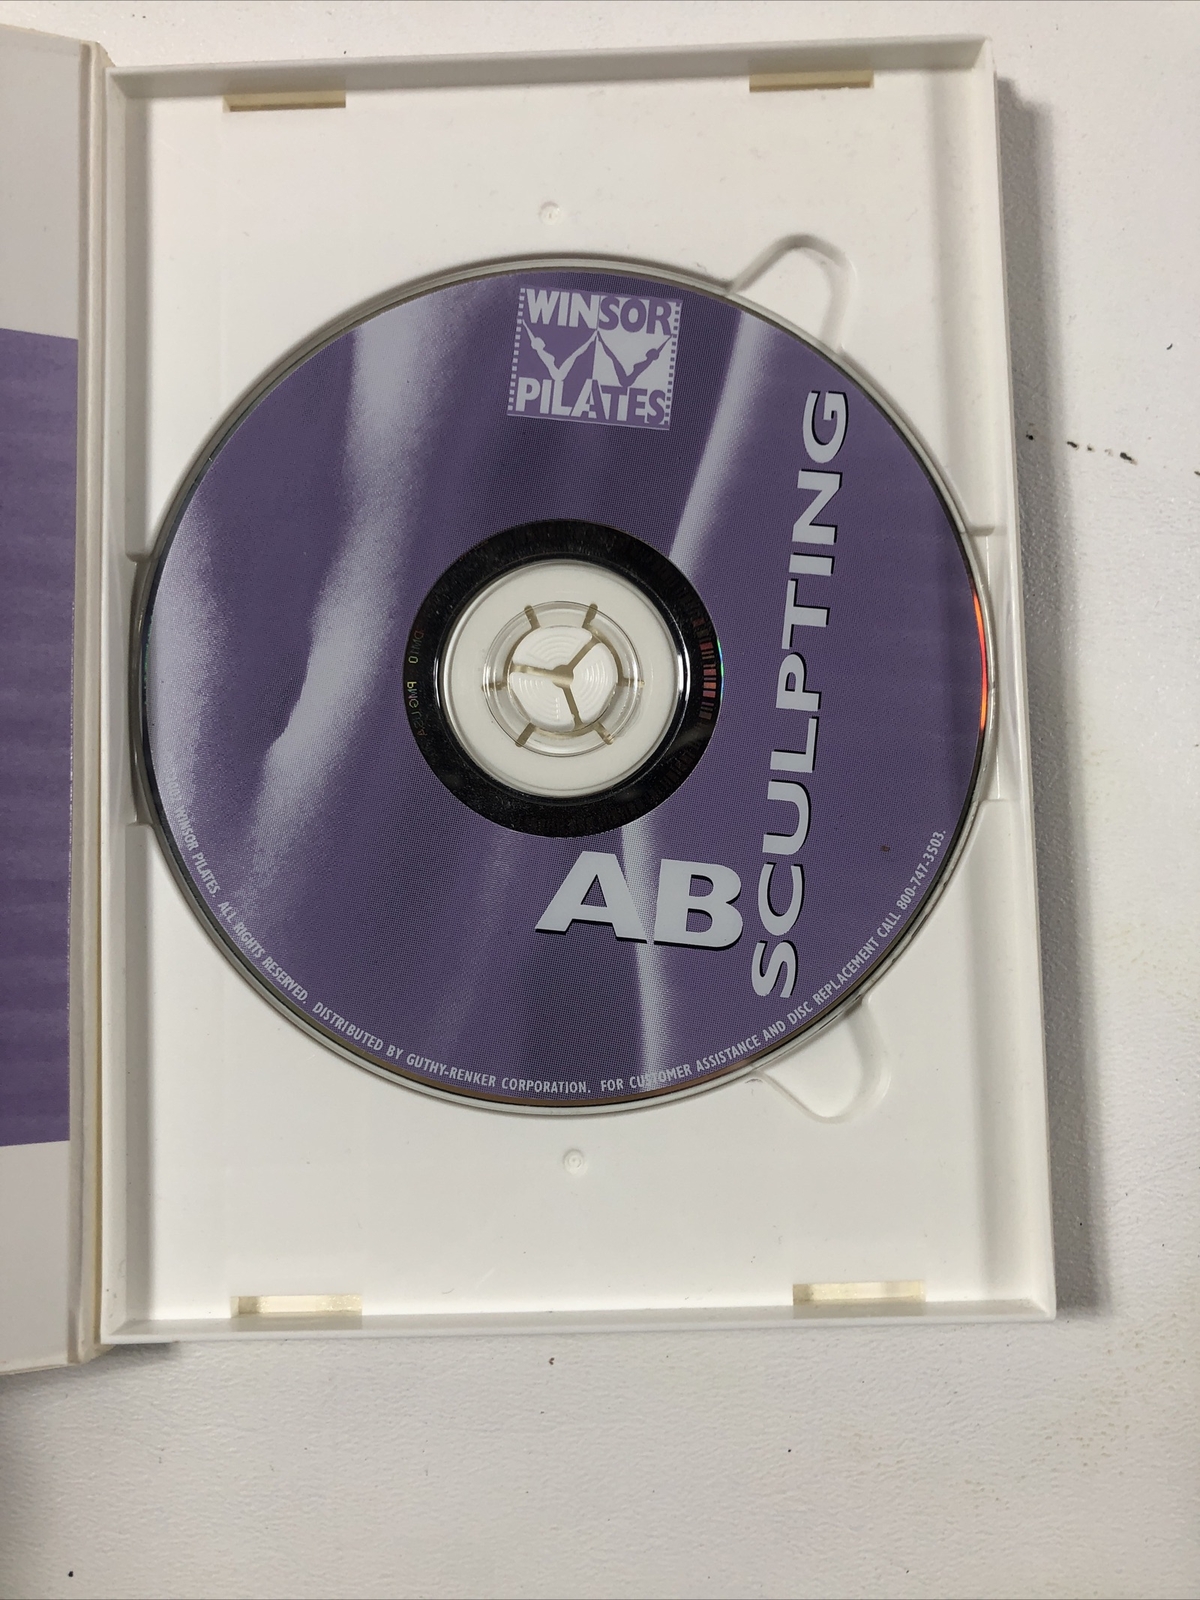 WINSOR
PILATES
AB
SCULPTING
2002 WINSOR PILATES. ALL RIGHTS RESERVED. DISTRIBUTED BY GUTHY-RENKER CORPORATION. FOR CUSTOMER ASSISTANCE AND DISC REPLACEMENT CALL 800-747-3503.